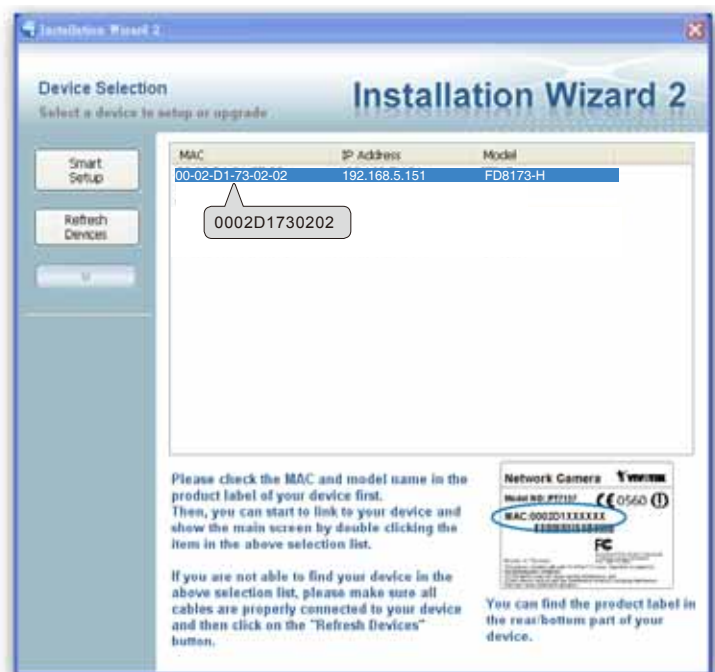 Installation Wizard 2
Device Selection
Select a device to setup or upgrade
Installation Wizard 2
Smart
Setup
Refresh
Devices
MAC IP Address Model
00-02-D1-73-02-02 192.168.5.151 FD8173-H
0002D1730202
Please check the MAC and model name in the
product label of your device first.
Then, you can start to link to your device and
show the main screen by double clicking the
item in the above selection list.
If you are not able to find your device in the
above selection list, please make sure all
cables are properly connected to your device
and then click on the "Refresh Devices"
button.
Network Camera VIVOTEK
Model NO:
CE0560
MAC:0002D1XXXXXX
FC
You can find the product label in
the rear/bottom part of your
device.